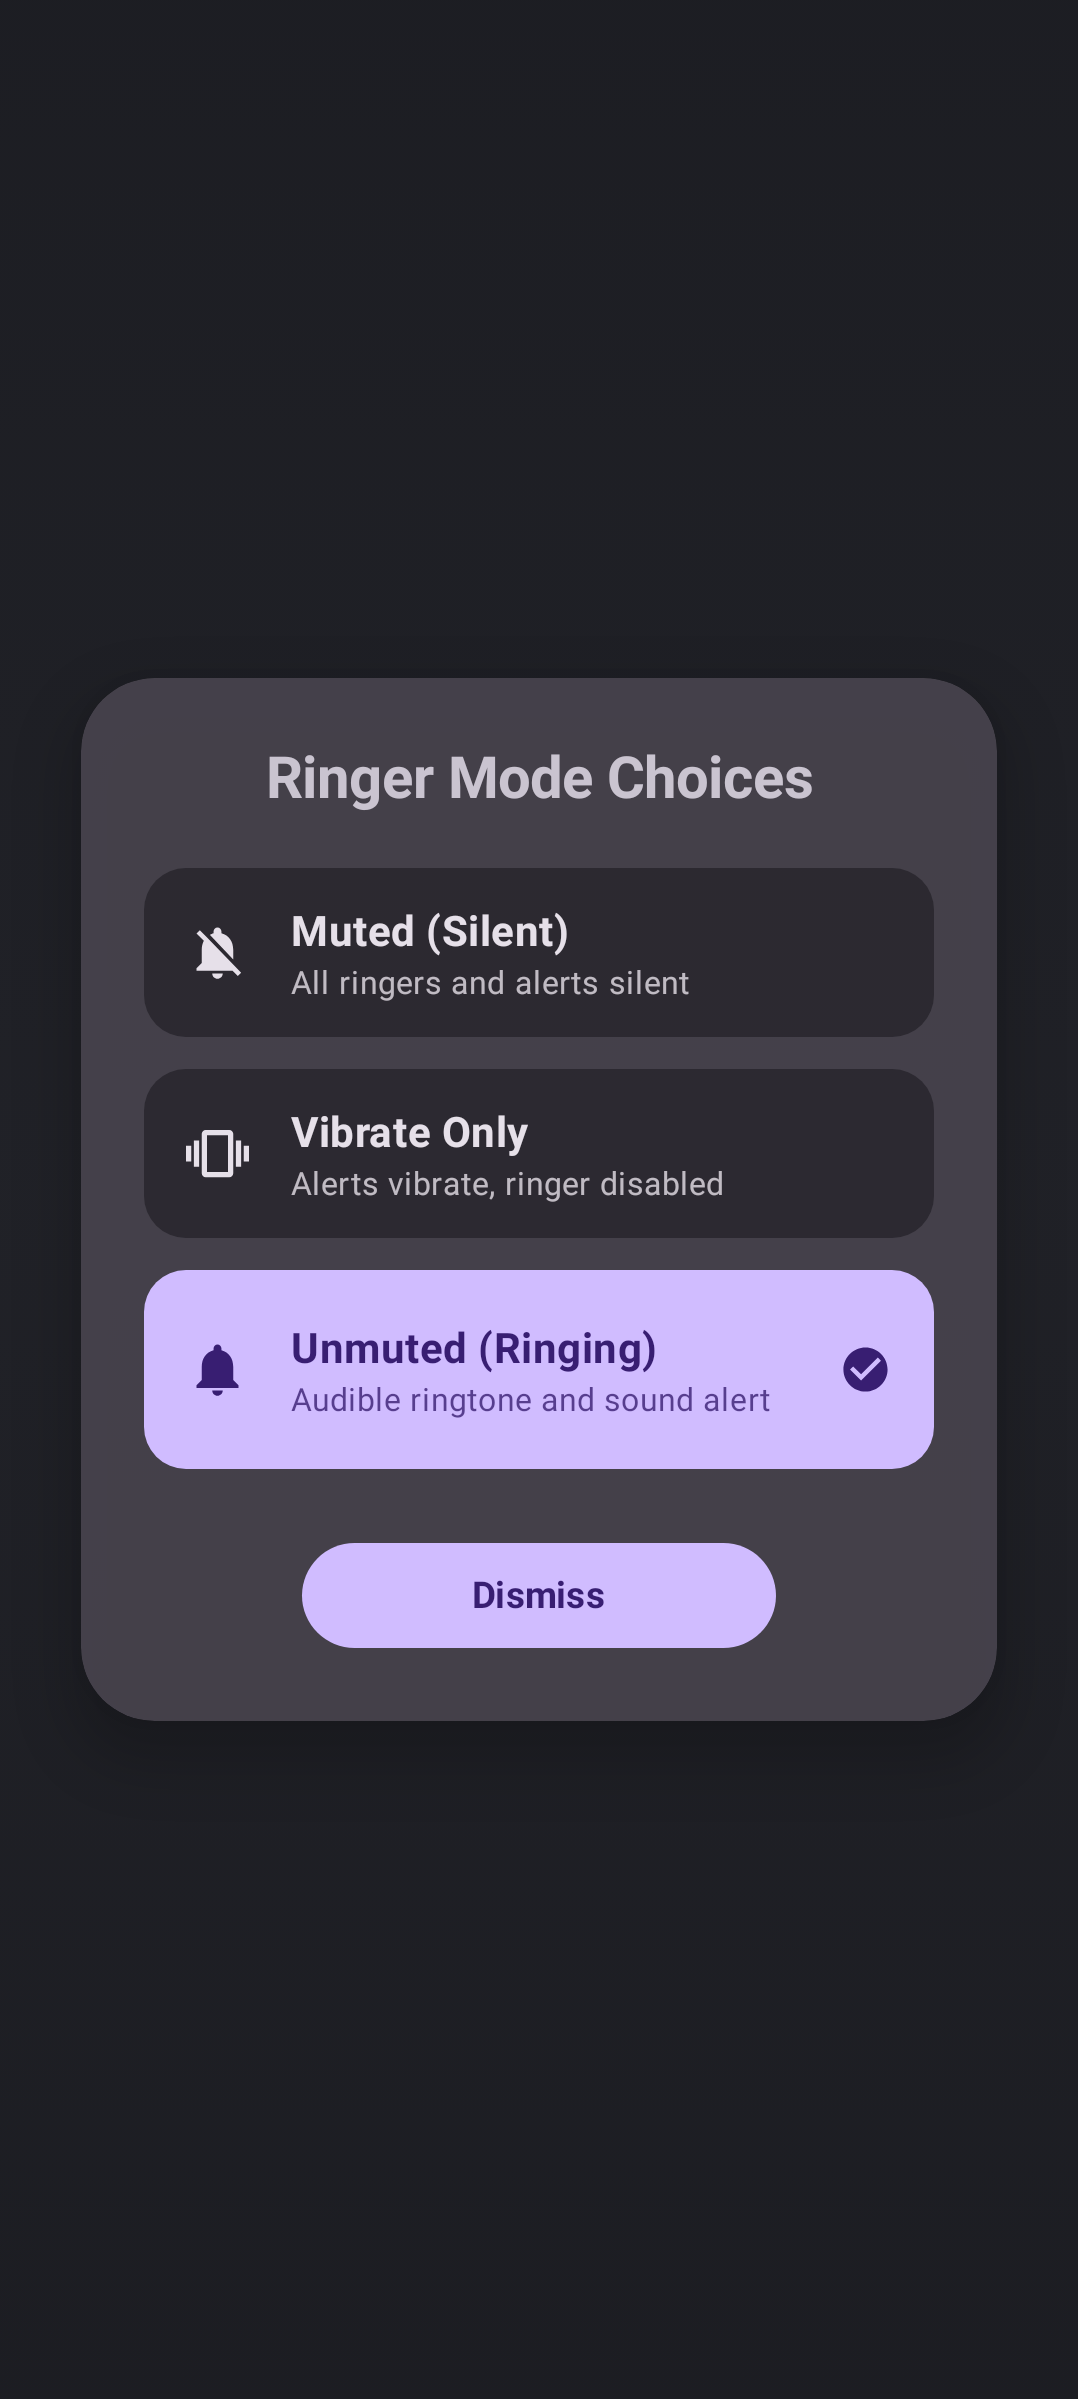 Ringer Mode Choices
Muted (Silent)
All ringers and alerts silent
Vibrate Only
Alerts vibrate, ringer disabled
Unmuted (Ringing)
Audible ringtone and sound alert
Dismiss